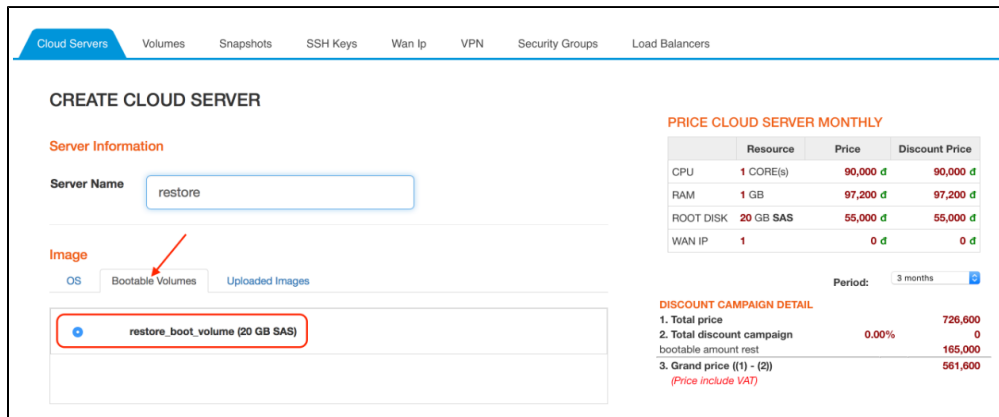 Cloud Servers Volumes Snapshots SSH Keys Wan Ip VPN Security Groups Load Balancers
CREATE CLOUD SERVER
Server Information
Server Name restore
Image
OS Bootable Volumes Uploaded Images
restore_boot_volume (20 GB SAS)
PRICE CLOUD SERVER MONTHLY
Resource Price Discount Price
CPU 1 CORE(s) 90,000 đ 90,000 đ
RAM 1 GB 97,200 đ 97,200 đ
ROOT DISK 20 GB SAS 55,000 đ 55,000 đ
WAN IP 1 0 đ 0 đ
Period: 3 months
DISCOUNT CAMPAIGN DETAIL
1. Total price 726,600
2. Total discount campaign 0.00% 0
bootable amount rest 165,000
3. Grand price ((1) - (2)) 561,600
(Price include VAT)